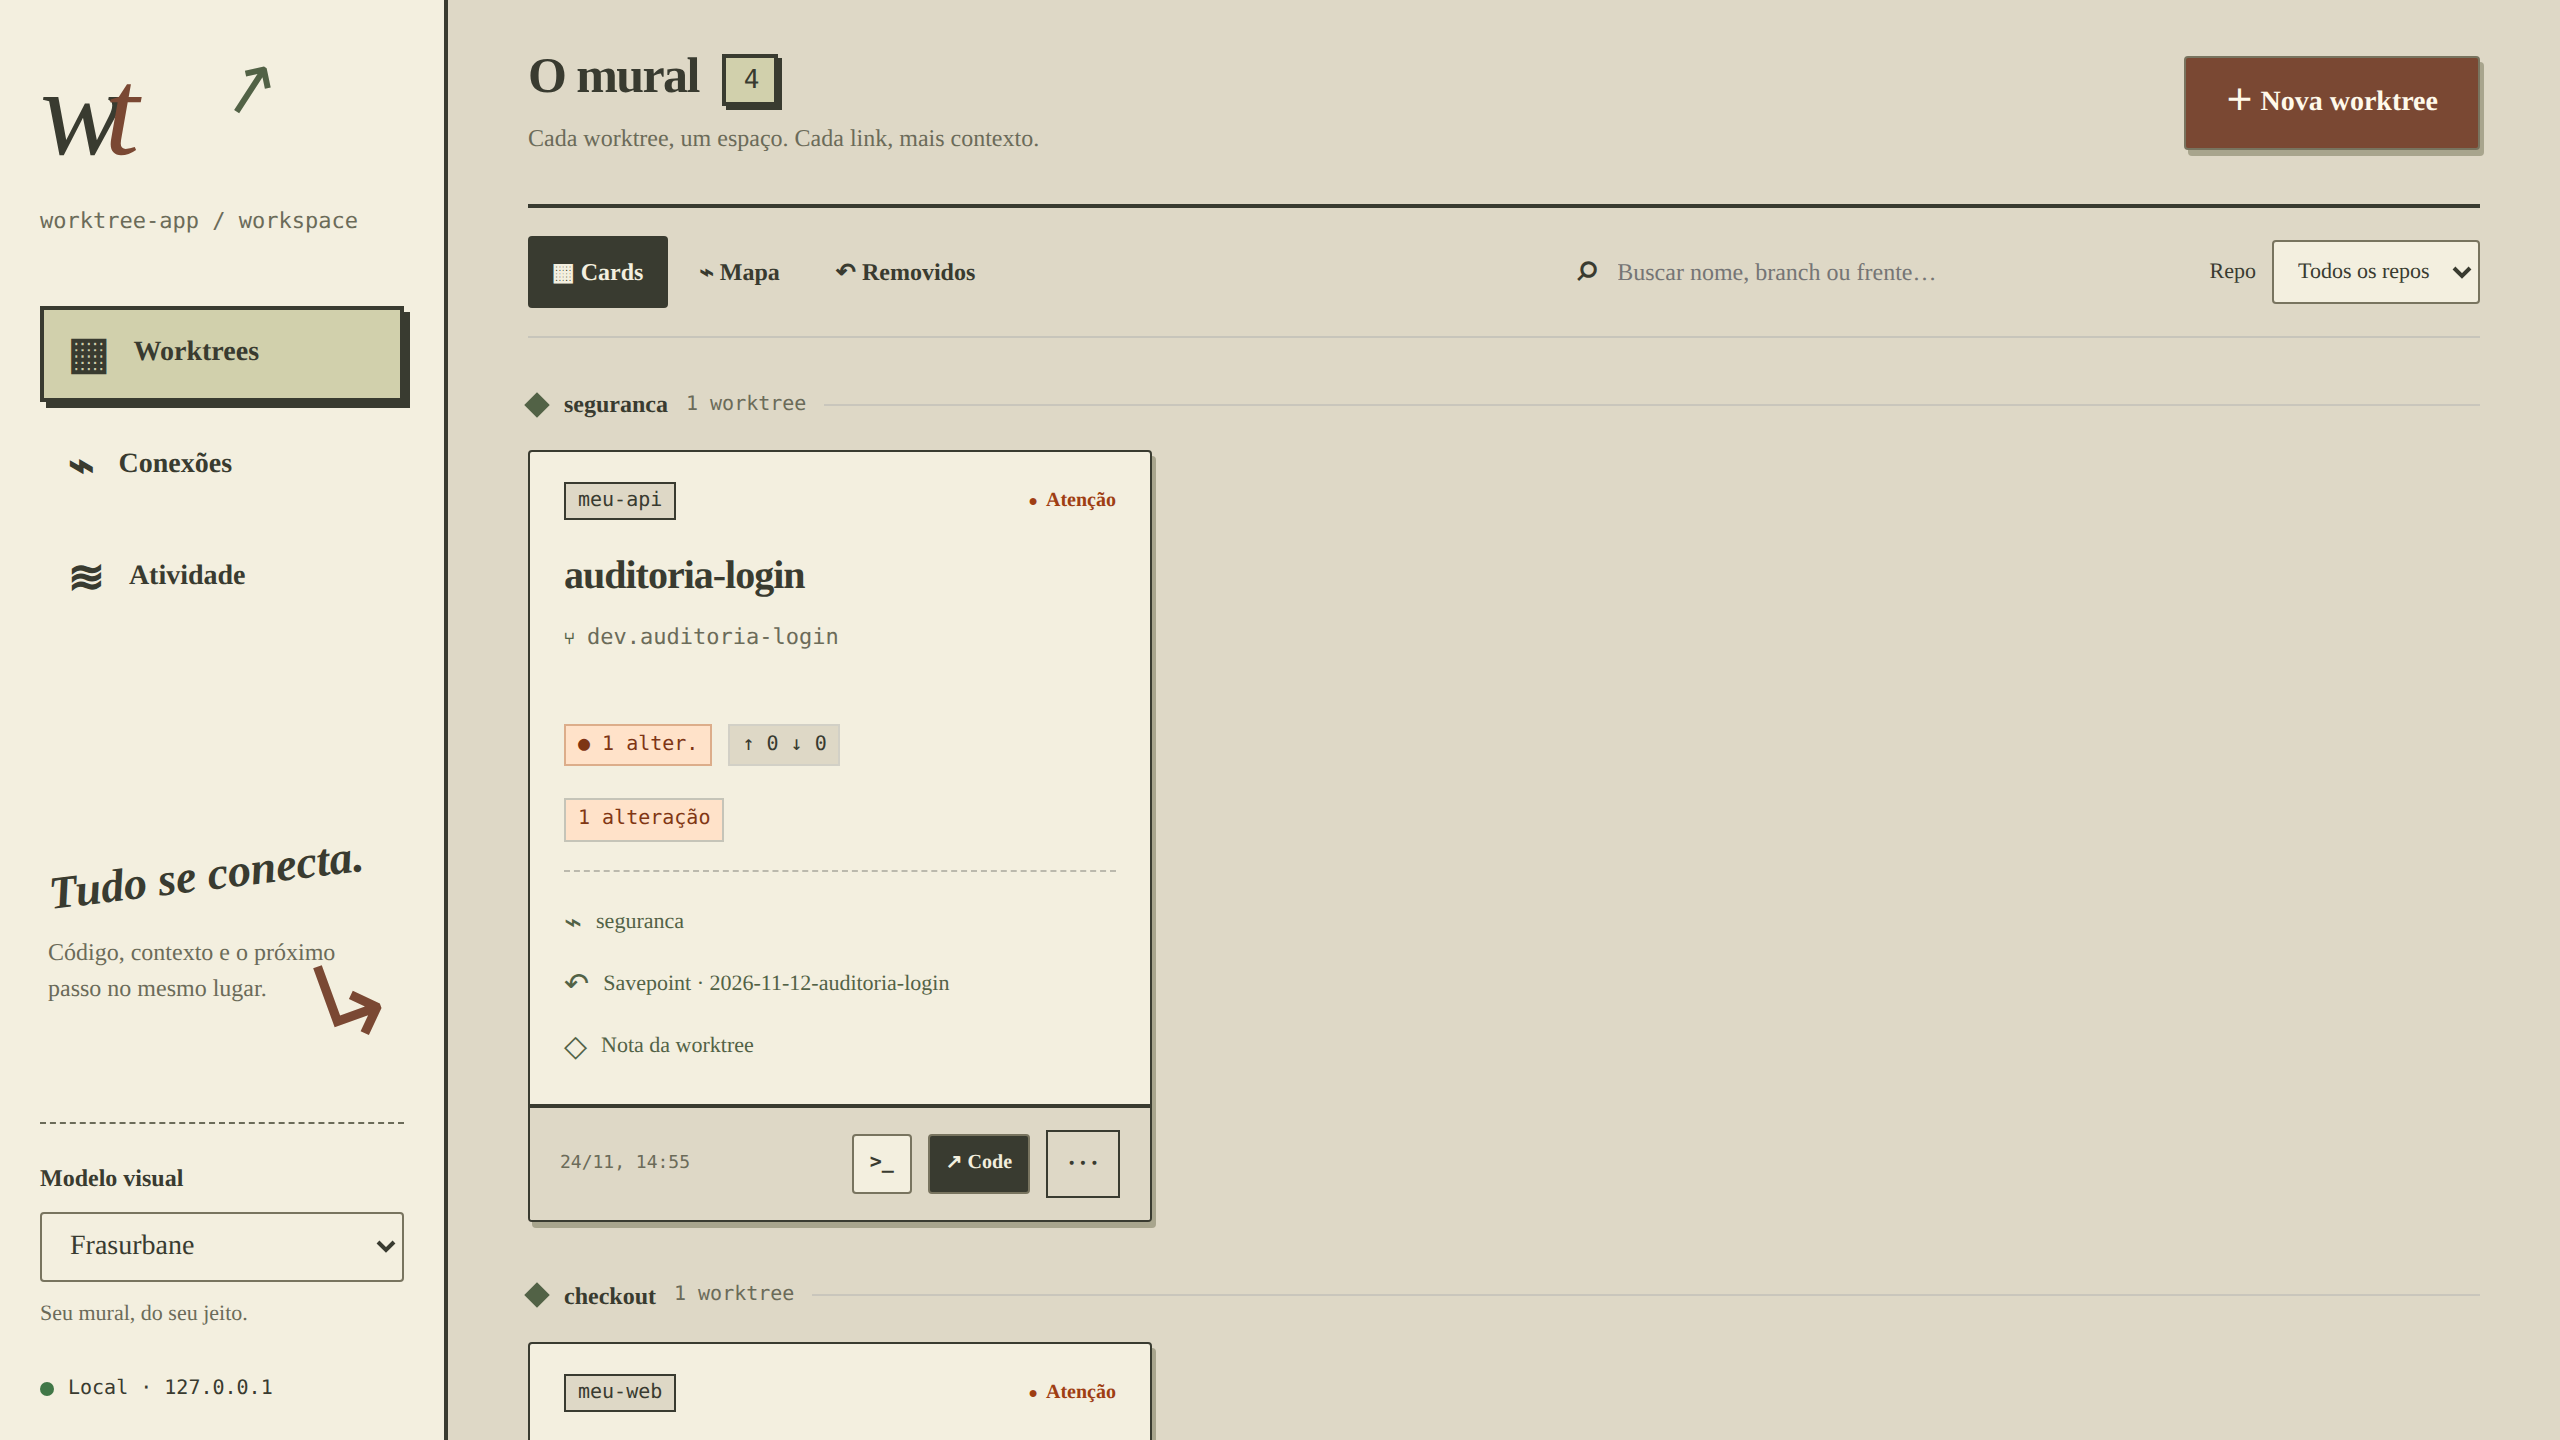 wt ↗
worktree-app / workspace
▦ Worktrees
⌁ Conexões
≋ Atividade
Tudo se conecta.
Código, contexto e o próximo
passo no mesmo lugar.
↳
Modelo visual
Frasurbane
Seu mural, do seu jeito.
Local · 127.0.0.1
O mural 4
Cada worktree, um espaço. Cada link, mais contexto.
+ Nova worktree
▦ Cards ⌁ Mapa ↶ Removidos
⌕ Buscar nome, branch ou frente…
Repo Todos os repos
◆ seguranca 1 worktree
meu-api ● Atenção
auditoria-login
⑂ dev.auditoria-login
● 1 alter. ↑ 0 ↓ 0
1 alteração
⌁ seguranca
↶ Savepoint · 2026-11-12-auditoria-login
◇ Nota da worktree
24/11, 14:55 >_ ↗ Code ···
◆ checkout 1 worktree
meu-web ● Atenção